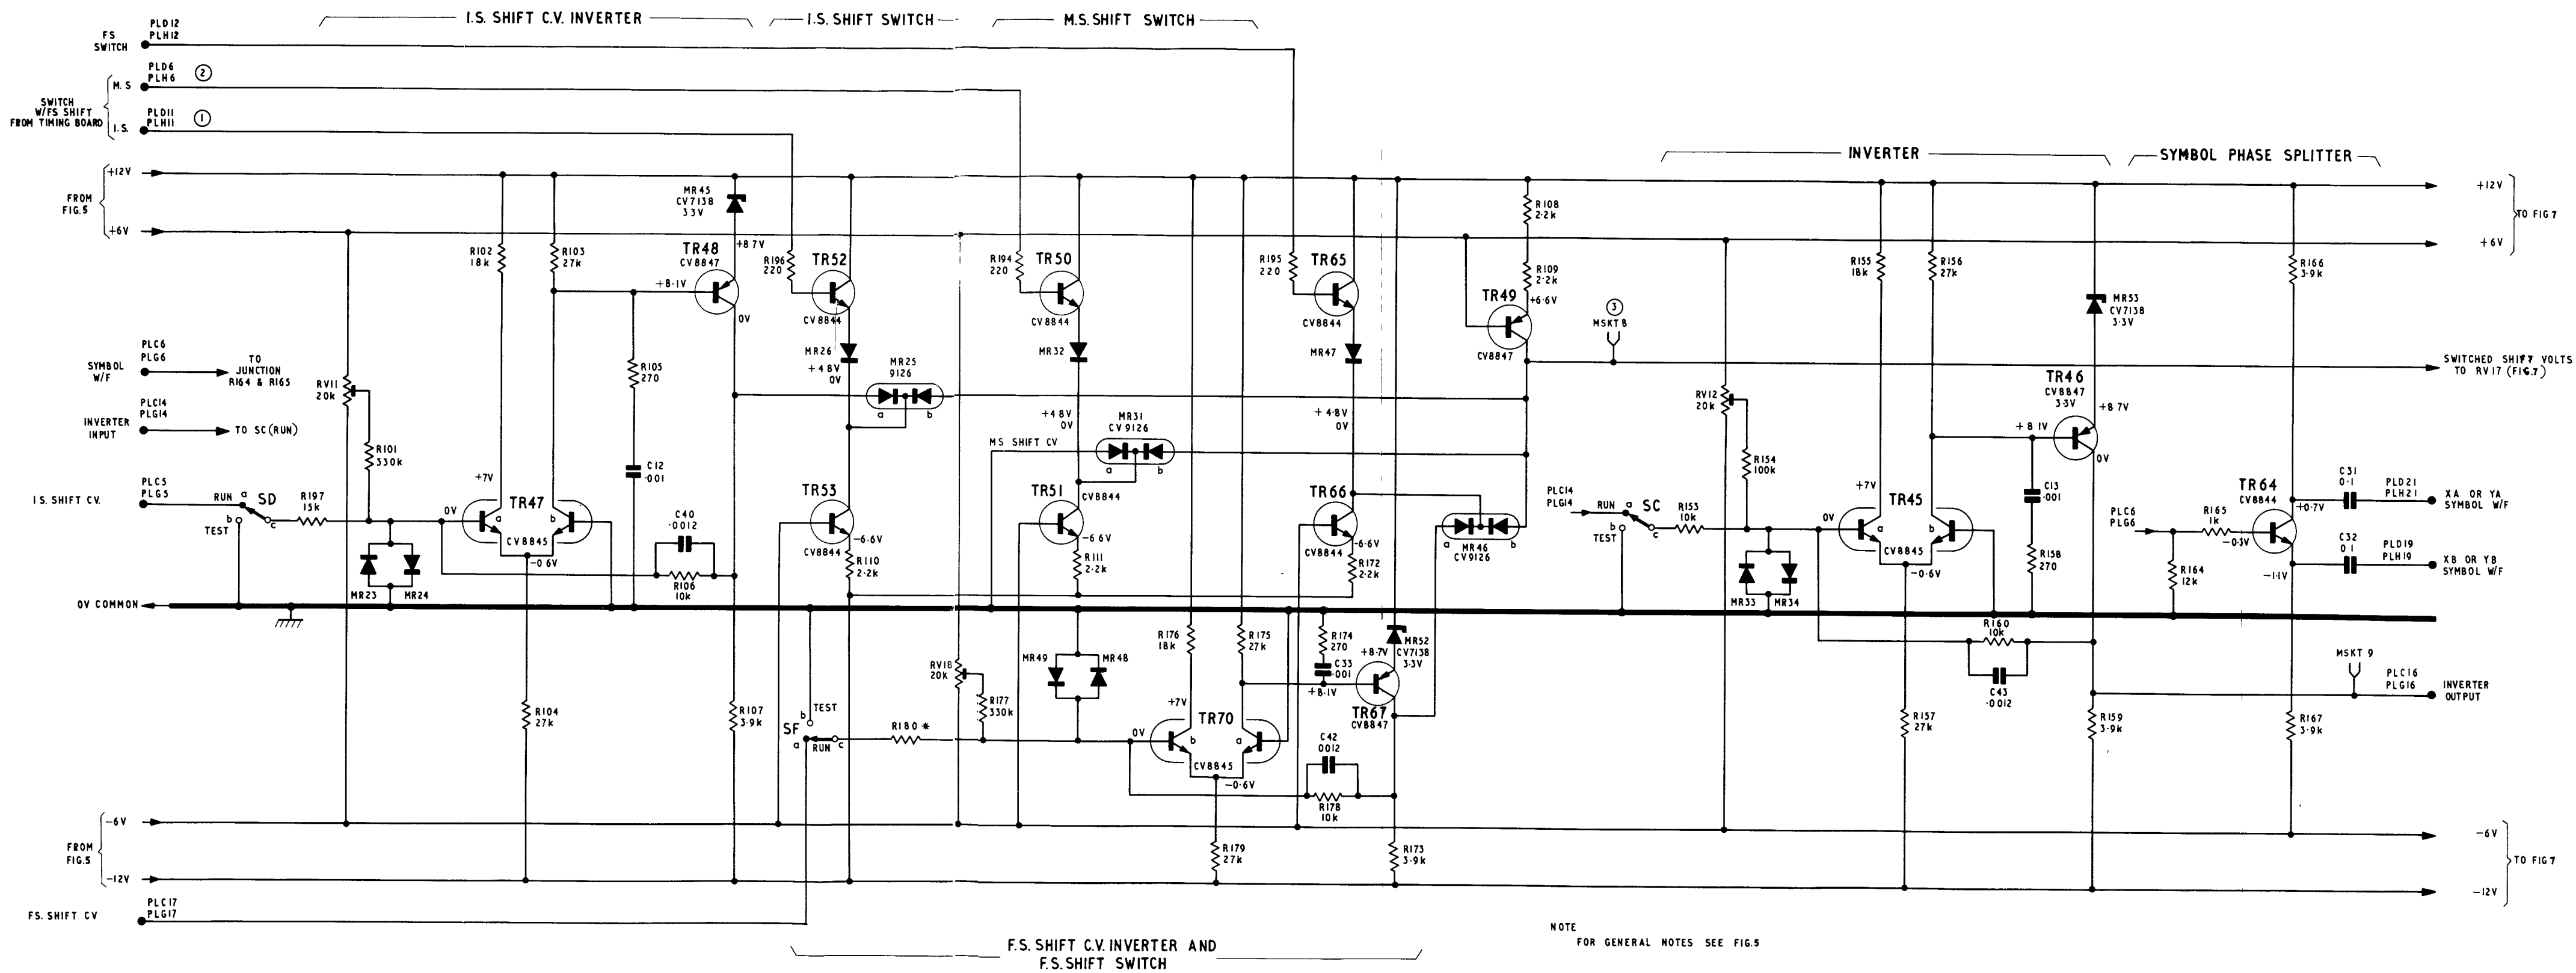 I.S. SHIFT C.V. INVERTER
I.S. SHIFT SWITCH
M.S. SHIFT SWITCH
FS
SWITCH
PLD12
PLH12
SWITCH
W/FS SHIFT
FROM TIMING BOARD
M.S
PLD6
PLH6
2
I.S.
PLD11
PLH11
1
INVERTER
SYMBOL PHASE SPLITTER
FROM
FIG.5
+12V
+6V
+12V
+6V
TO FIG 7
MR45
CV7138
3.3V
R102
18k
R103
27k
TR48
CV8847
+8.7V
+8.1V
0V
R196
220
TR52
CV8844
R194
220
TR50
CV8844
R195
220
TR65
CV8844
R108
2.2k
R109
2.2k
+6.6V
TR49
CV8847
3
MSKT 8
R155
18k
R156
27k
MR53
CV7138
3.3V
R166
3.9k
SYMBOL
W/F
PLC6
PLG6
TO
JUNCTION
R164 & R165
INVERTER
INPUT
PLC14
PLG14
TO SC (RUN)
RV11
20k
R101
330k
R105
270
C12
.001
MR26
+4.8V
0V
MR25
9126
a
b
MR32
+4.8V
0V
MR31
CV9126
a
b
MR47
+4.8V
0V
MS SHIFT CV
SWITCHED SHIFT VOLTS
TO RV17 (FIG.7)
RV12
20k
R154
100k
TR46
CV8847
3.3V
+8.7V
+8.1V
0V
I.S. SHIFT CV.
PLC5
PLG5
RUN
a
SD
b
TEST
c
R197
15k
MR23
MR24
+7V
0V
TR47
a
b
CV8845
-0.6V
C40
.0012
R106
10k
TR53
CV8844
-6.6V
R110
2.2k
TR51
CV8844
-6.6V
R111
2.2k
TR66
CV8844
-6.6V
R172
2.2k
a
b
MR46
CV9126
PLC14
PLG14
RUN
a
SC
b
TEST
c
R153
10k
MR33
MR34
+7V
0V
TR45
a
b
CV8845
-0.6V
C13
.001
R158
270
PLC6
PLG6
R165
1k
R164
12k
TR64
CV8844
+0.7V
-0.3V
-1.1V
C31
0.1
PLD21
PLH21
XA OR YA
SYMBOL W/F
C32
0.1
PLD19
PLH19
XB OR YB
SYMBOL W/F
0V COMMON
R104
27k
R107
3.9k
b
TEST
SF
a
RUN
c
R180 *
RV18
20k
R177
330k
MR49
MR48
R176
18k
R175
27k
+7V
0V
TR70
b
a
CV8845
-0.6V
R174
270
C33
.001
+8.1V
+8.7V
MR52
CV7138
3.3V
TR67
CV8847
C42
.0012
R178
10k
R179
27k
R173
3.9k
R160
10k
C43
.0012
R157
27k
R159
3.9k
R167
3.9k
MSKT 9
PLC16
PLG16
INVERTER
OUTPUT
FROM
FIG.5
-6V
-12V
-6V
-12V
TO FIG 7
FS. SHIFT CV
PLC17
PLG17
F.S. SHIFT C.V. INVERTER AND
F.S. SHIFT SWITCH
NOTE
FOR GENERAL NOTES SEE FIG.5